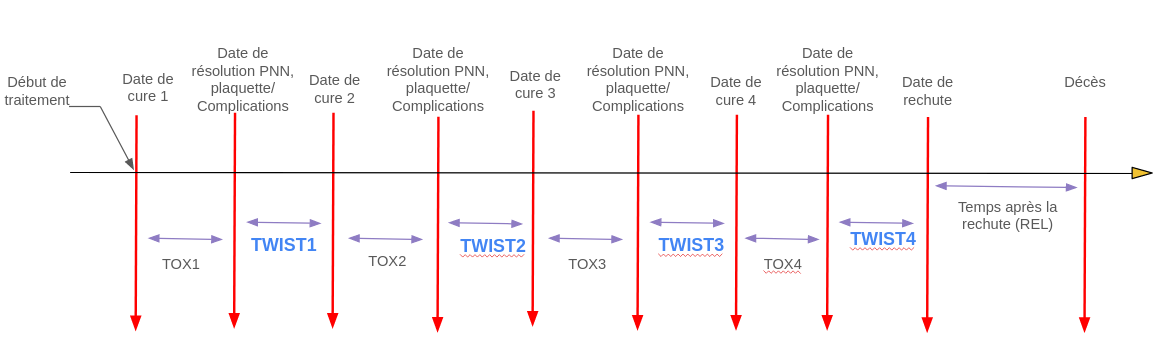 Début de
traitement
Date de
cure 1
Date de
résolution PNN,
plaquette/
Complications
Date de
cure 2
Date de
résolution PNN,
plaquette/
Complications
Date de
cure 3
Date de
résolution PNN,
plaquette/
Complications
Date de
cure 4
Date de
résolution PNN,
plaquette/
Complications
Date de
rechute
Décès
TOX1
TWIST1
TOX2
TWIST2
TOX3
TWIST3
TOX4
TWIST4
Temps après la
rechute (REL)